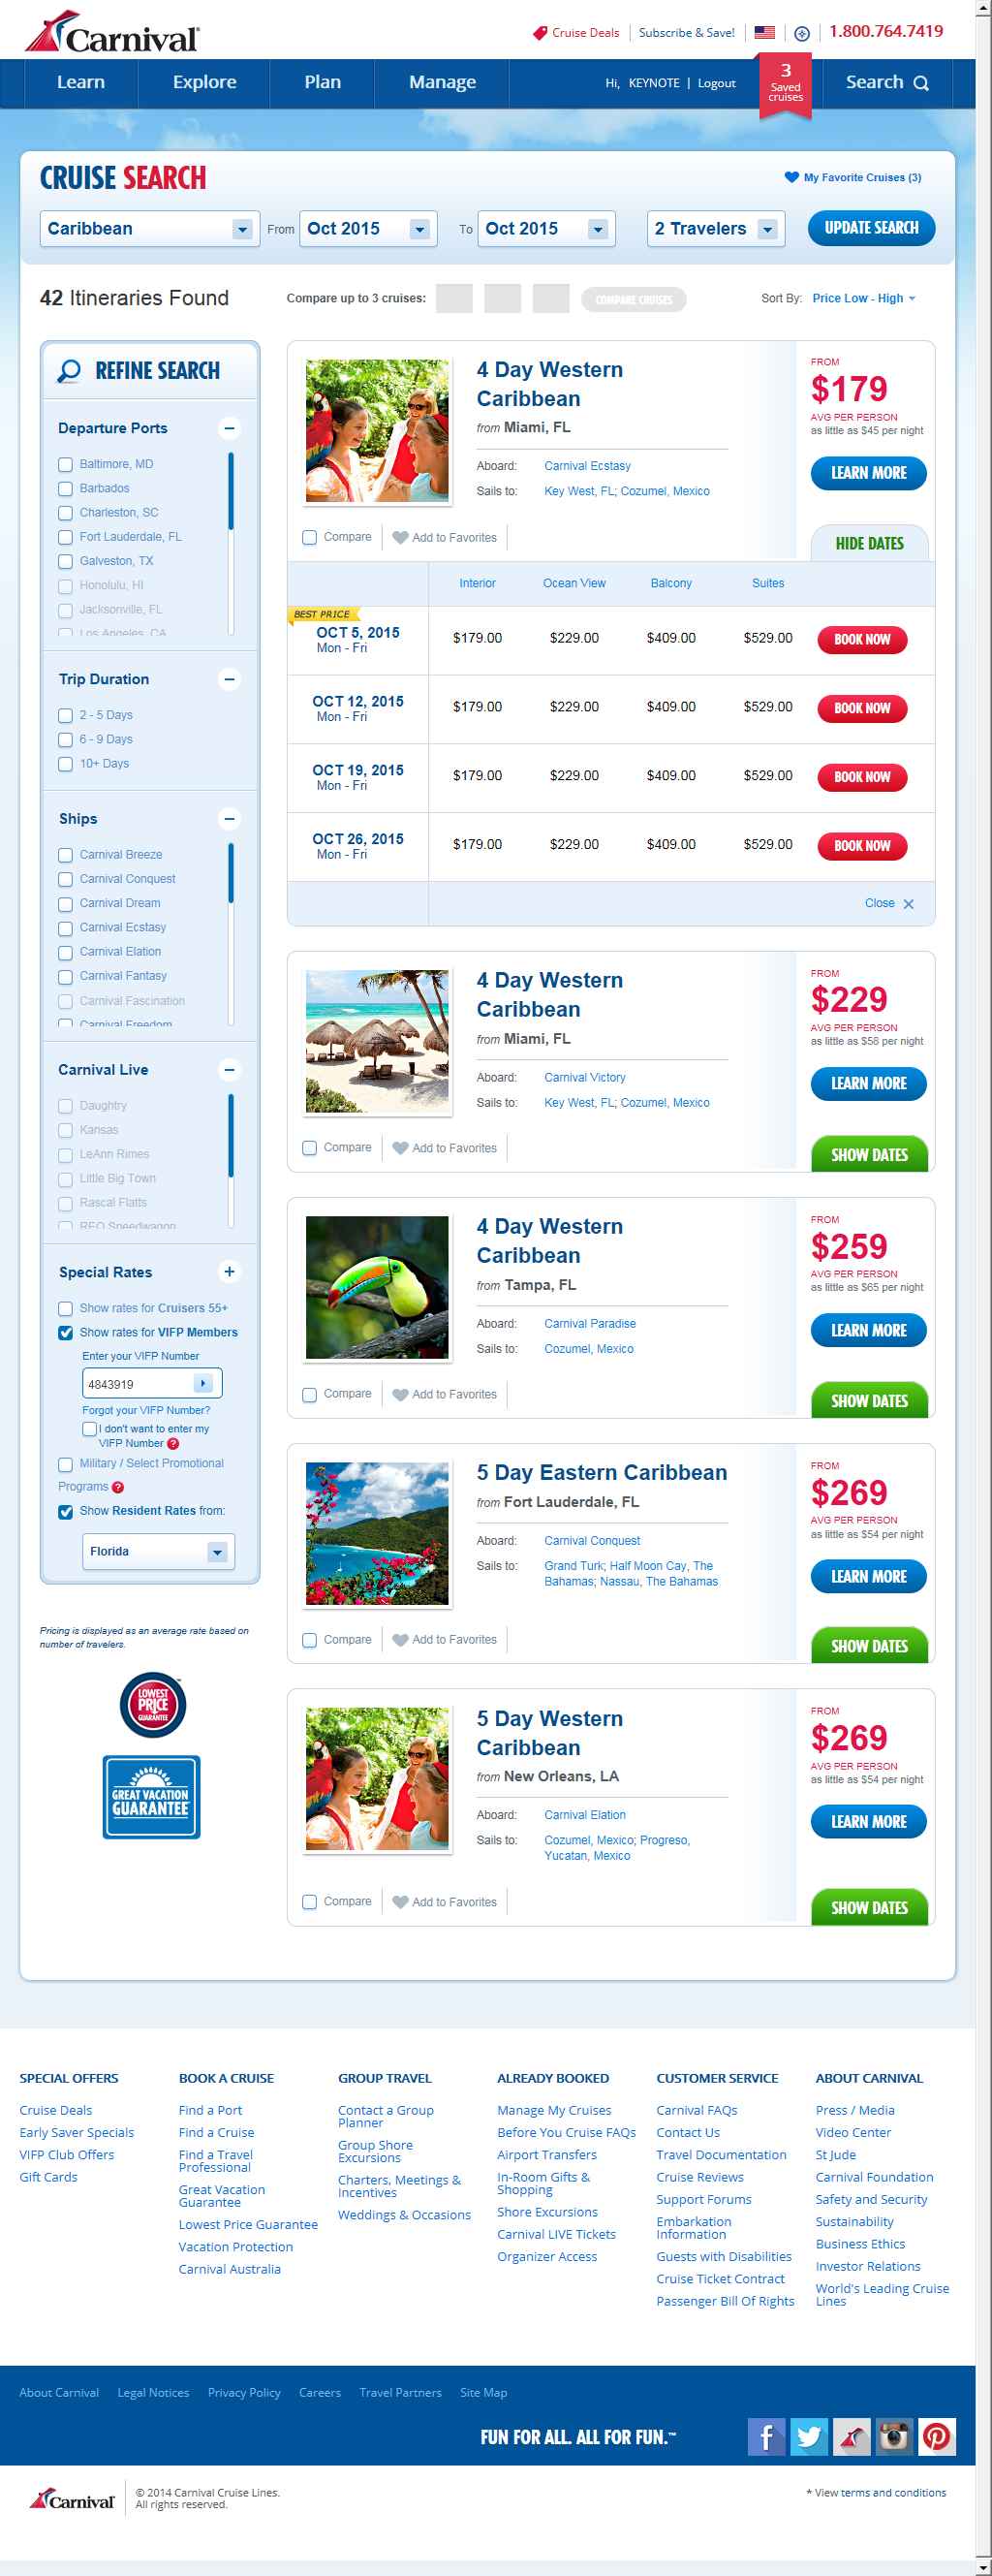 Carnival
Cruise Deals
Subscribe & Save!
1.800.764.7419
Learn
Explore
Plan
Manage
Hi, KEYNOTE | Logout
3
Saved
cruises
Search
CRUISE SEARCH
My Favorite Cruises (3)
Caribbean
From
Oct 2015
To
Oct 2015
2 Travelers
UPDATE SEARCH
42 Itineraries Found
Compare up to 3 cruises:
COMPARE CRUISES
Sort By: Price Low - High
REFINE SEARCH
Departure Ports
Baltimore, MD
Barbados
Charleston, SC
Fort Lauderdale, FL
Galveston, TX
Honolulu, HI
Jacksonville, FL
Los Angeles, CA
Trip Duration
2 - 5 Days
6 - 9 Days
10+ Days
Ships
Carnival Breeze
Carnival Conquest
Carnival Dream
Carnival Ecstasy
Carnival Elation
Carnival Fantasy
Carnival Fascination
Carnival Freedom
Carnival Live
Daughtry
Kansas
LeAnn Rimes
Little Big Town
Rascal Flatts
REO Speedwagon
Special Rates
Show rates for Cruisers 55+
Show rates for VIFP Members
Enter your VIFP Number
4843919
Forgot your VIFP Number?
I don't want to enter my
VIFP Number ?
Military / Select Promotional
Programs ?
Show Resident Rates from:
Florida
Pricing is displayed as an average rate based on
number of travelers.
LOWEST
PRICE
GUARANTEE
GREAT VACATION
GUARANTEE
4 Day Western
Caribbean
from Miami, FL
Aboard: Carnival Ecstasy
Sails to: Key West, FL; Cozumel, Mexico
Compare
Add to Favorites
FROM
$179
AVG PER PERSON
as little as $45 per night
LEARN MORE
HIDE DATES
Interior Ocean View Balcony Suites
BEST PRICE
OCT 5, 2015
Mon - Fri
$179.00 $229.00 $409.00 $529.00 BOOK NOW
OCT 12, 2015
Mon - Fri
$179.00 $229.00 $409.00 $529.00 BOOK NOW
OCT 19, 2015
Mon - Fri
$179.00 $229.00 $409.00 $529.00 BOOK NOW
OCT 26, 2015
Mon - Fri
$179.00 $229.00 $409.00 $529.00 BOOK NOW
Close
4 Day Western
Caribbean
from Miami, FL
Aboard: Carnival Victory
Sails to: Key West, FL; Cozumel, Mexico
Compare
Add to Favorites
FROM
$229
AVG PER PERSON
as little as $58 per night
LEARN MORE
SHOW DATES
4 Day Western
Caribbean
from Tampa, FL
Aboard: Carnival Paradise
Sails to: Cozumel, Mexico
Compare
Add to Favorites
FROM
$259
AVG PER PERSON
as little as $65 per night
LEARN MORE
SHOW DATES
5 Day Eastern Caribbean
from Fort Lauderdale, FL
Aboard: Carnival Conquest
Sails to: Grand Turk; Half Moon Cay, The
Bahamas; Nassau, The Bahamas
Compare
Add to Favorites
FROM
$269
AVG PER PERSON
as little as $54 per night
LEARN MORE
SHOW DATES
5 Day Western
Caribbean
from New Orleans, LA
Aboard: Carnival Elation
Sails to: Cozumel, Mexico; Progreso,
Yucatan, Mexico
Compare
Add to Favorites
FROM
$269
AVG PER PERSON
as little as $54 per night
LEARN MORE
SHOW DATES
SPECIAL OFFERS
Cruise Deals
Early Saver Specials
VIFP Club Offers
Gift Cards
BOOK A CRUISE
Find a Port
Find a Cruise
Find a Travel
Professional
Great Vacation
Guarantee
Lowest Price Guarantee
Vacation Protection
Carnival Australia
GROUP TRAVEL
Contact a Group
Planner
Group Shore
Excursions
Charters, Meetings &
Incentives
Weddings & Occasions
ALREADY BOOKED
Manage My Cruises
Before You Cruise FAQs
Airport Transfers
In-Room Gifts &
Shopping
Shore Excursions
Carnival LIVE Tickets
Organizer Access
CUSTOMER SERVICE
Carnival FAQs
Contact Us
Travel Documentation
Cruise Reviews
Support Forums
Embarkation
Information
Guests with Disabilities
Cruise Ticket Contract
Passenger Bill Of Rights
ABOUT CARNIVAL
Press / Media
Video Center
St Jude
Carnival Foundation
Safety and Security
Sustainability
Business Ethics
Investor Relations
World's Leading Cruise
Lines
About Carnival
Legal Notices
Privacy Policy
Careers
Travel Partners
Site Map
FUN FOR ALL. ALL FOR FUN.™
Carnival
© 2014 Carnival Cruise Lines.
All rights reserved.
* View terms and conditions